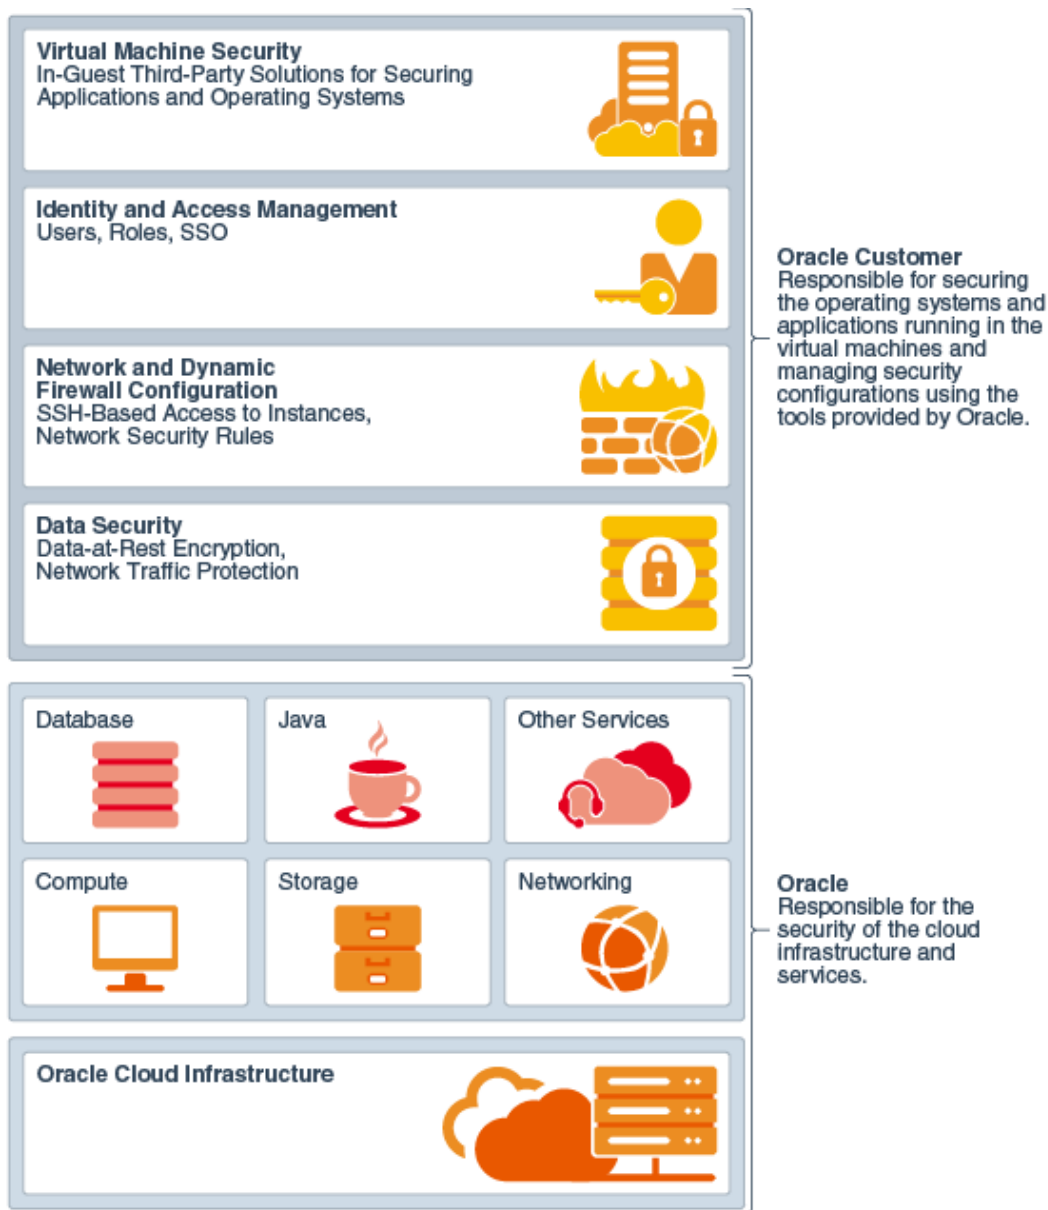 Virtual Machine Security
In-Guest Third-Party Solutions for Securing
Applications and Operating Systems
Identity and Access Management
Users, Roles, SSO
Network and Dynamic
Firewall Configuration
SSH-Based Access to Instances,
Network Security Rules
Data Security
Data-at-Rest Encryption,
Network Traffic Protection
Oracle Customer
Responsible for securing
the operating systems and
applications running in the
virtual machines and
managing security
configurations using the
tools provided by Oracle.
Database
Java
Other Services
Compute
Storage
Networking
Oracle
Responsible for the
security of the cloud
infrastructure and
services.
Oracle Cloud Infrastructure